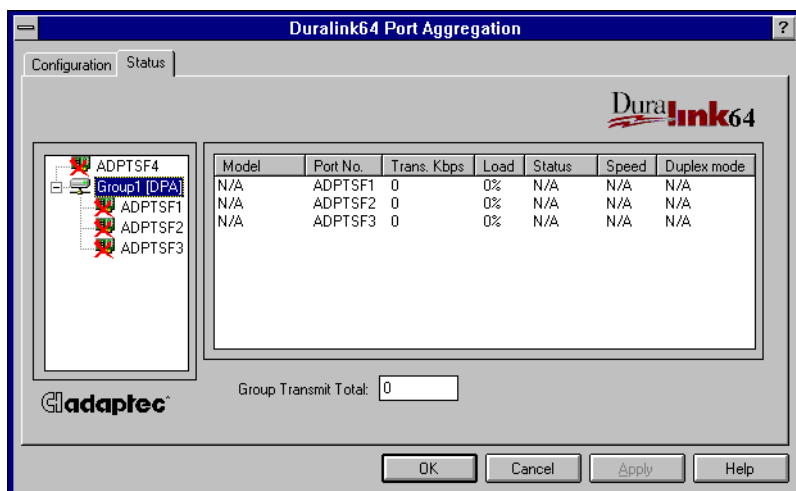 Duralink64 Port Aggregation ?
Configuration Status
Dura!ink64
ADPTSF4
Group1 [DPA]
ADPTSF1
ADPTSF2
ADPTSF3
Model Port No. Trans. Kbps Load Status Speed Duplex mode
N/A ADPTSF1 0 0% N/A N/A N/A
N/A ADPTSF2 0 0% N/A N/A N/A
N/A ADPTSF3 0 0% N/A N/A N/A
Group Transmit Total: 0
adaptec
OK Cancel Apply Help